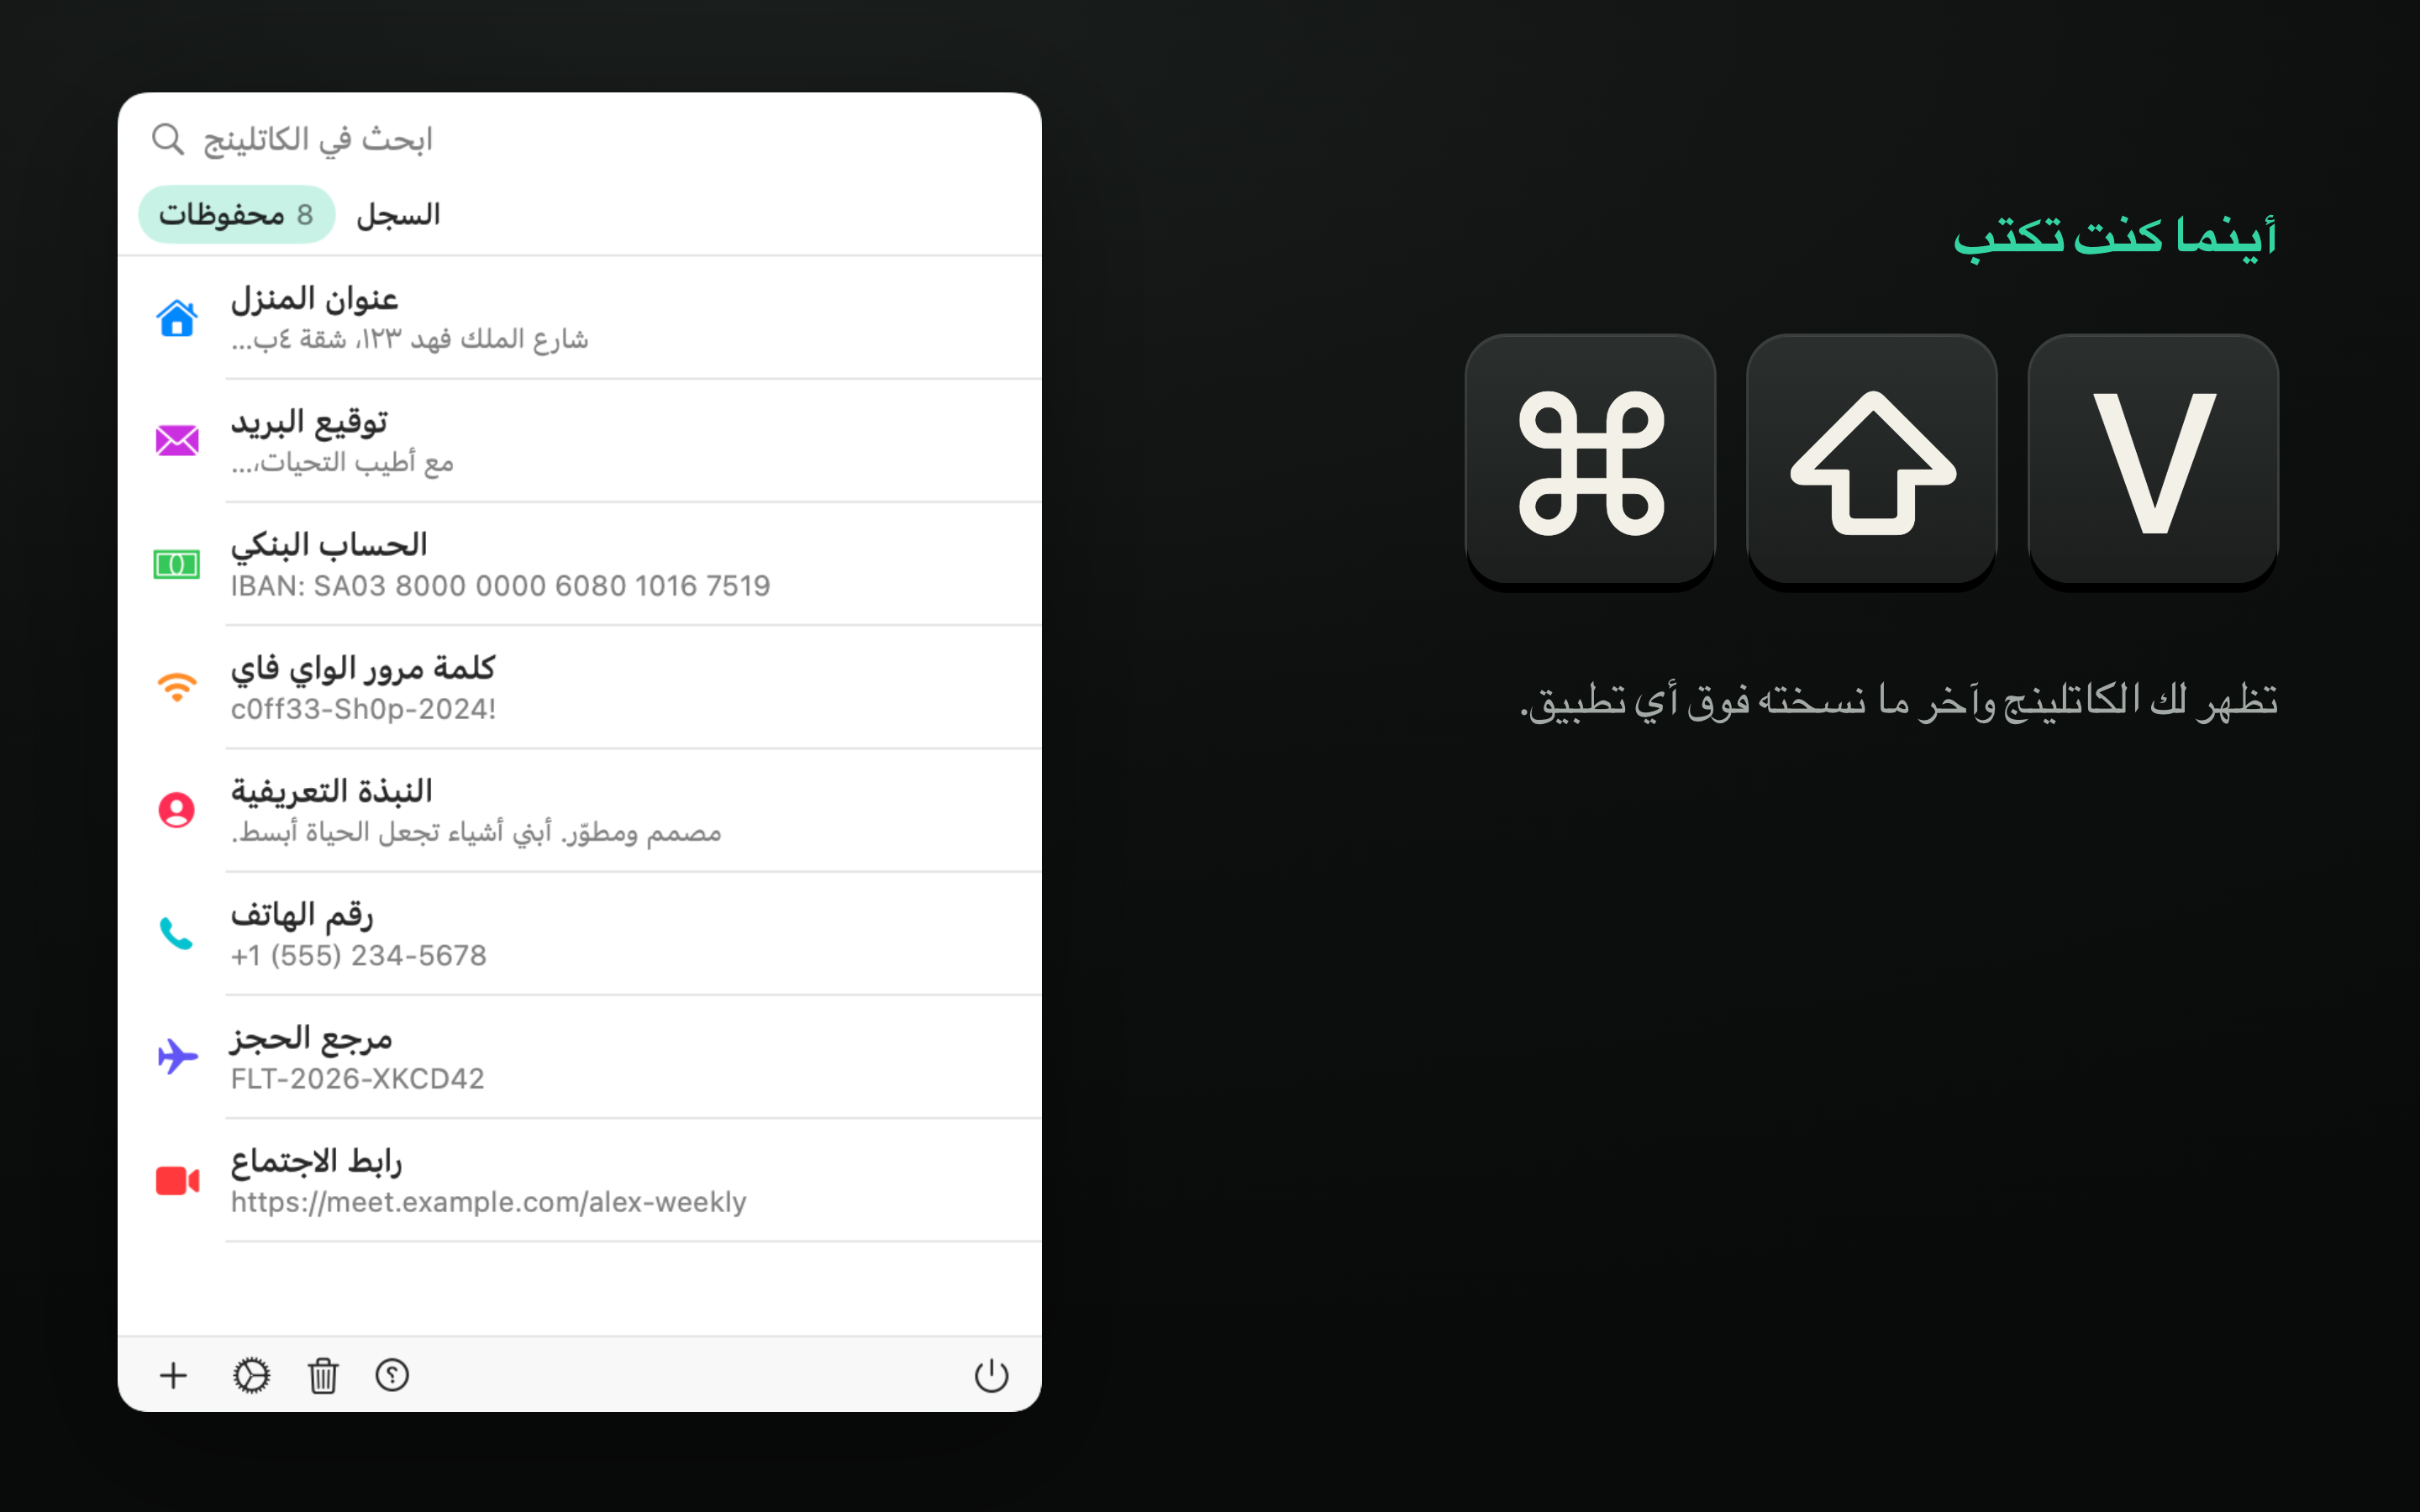 ابحث في الكاتلينج
محفوظات 8
السجل
عنوان المنزل
شارع الملك فهد ١٢٣، شقة ٤ب...
توقيع البريد
مع أطيب التحيات،...
الحساب البنكي
IBAN: SA03 8000 0000 6080 1016 7519
كلمة مرور الواي فاي
c0ff33-Sh0p-2024!
النبذة التعريفية
مصمم ومطوّر. أبني أشياء تجعل الحياة أبسط.
رقم الهاتف
+1 (555) 234-5678
مرجع الحجز
FLT-2026-XKCD42
رابط الاجتماع
https://meet.example.com/alex-weekly
أينما كنت تكتب
⌘ ⇧ V
تظهر لك الكاتلينج وآخر ما نسخته فوق أي تطبيق.